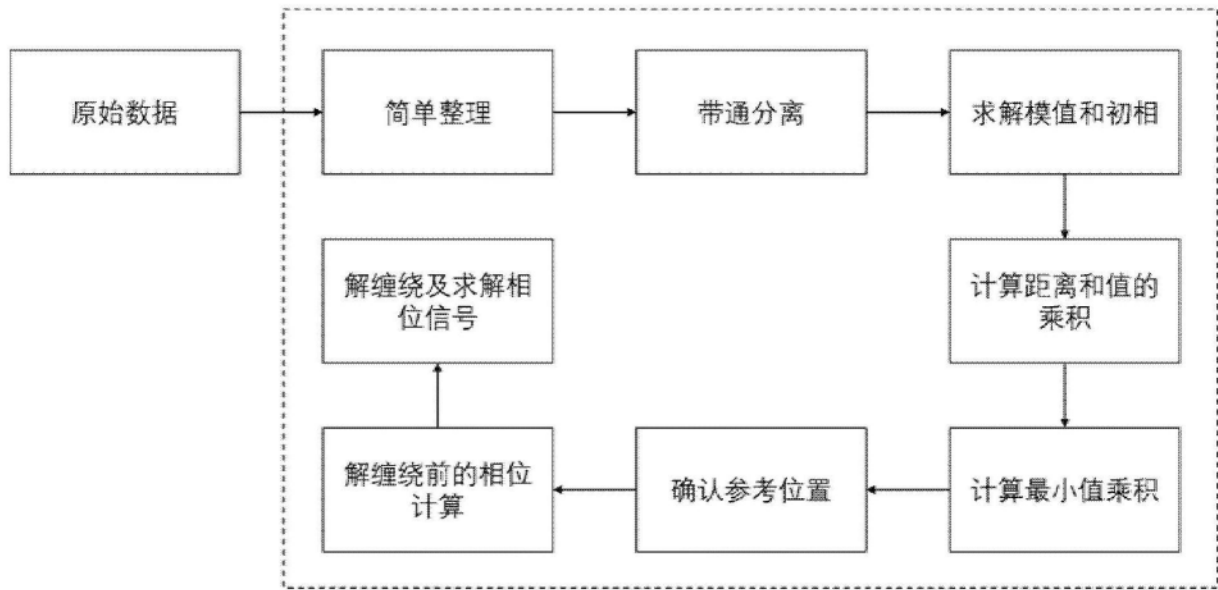 原始数据
简单整理
带通分离
求解模值和初相
解缠绕及求解相
位信号
计算距离和值的
乘积
解缠绕前的相位
计算
确认参考位置
计算最小值乘积